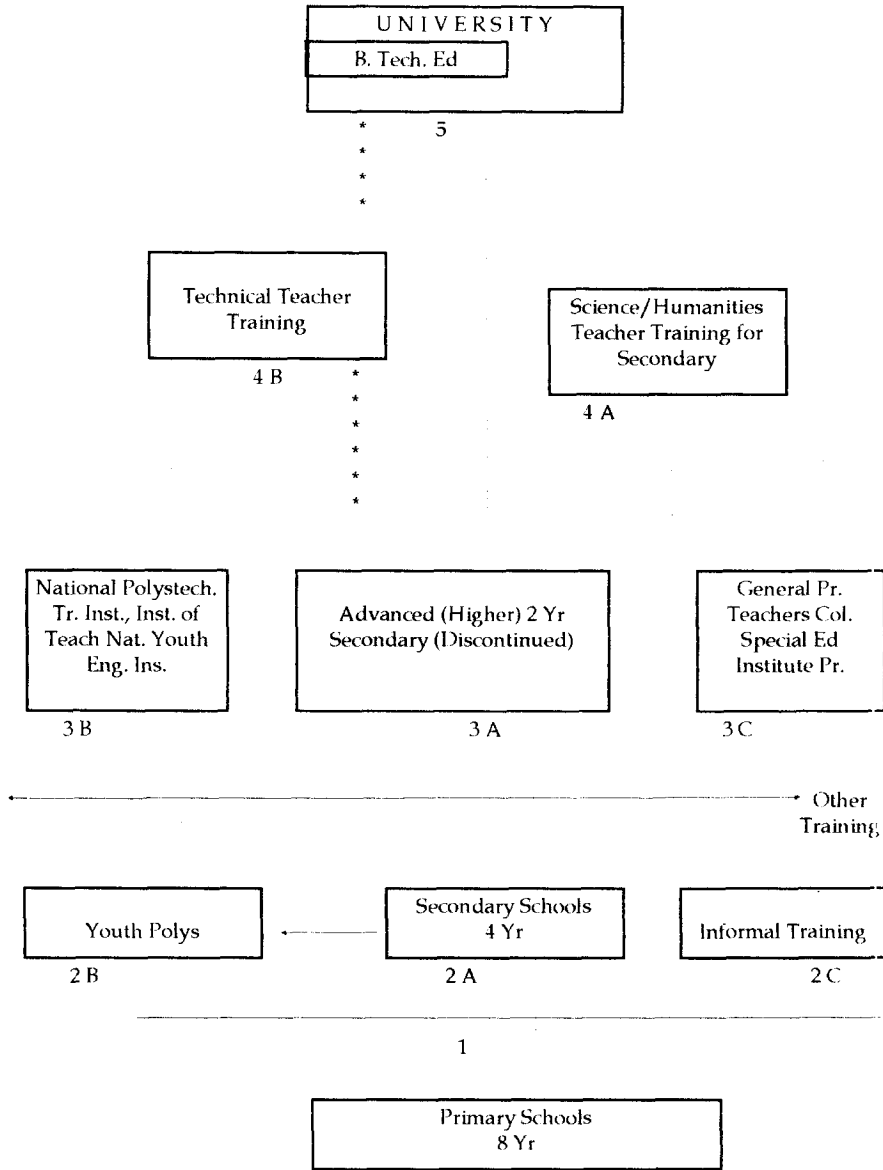 UNIVERSITY
B. Tech. Ed
5
*
*
*
*
Technical Teacher
Training
4 B
Science/Humanities
Teacher Training for
Secondary
4 A
*
*
*
*
*
*
National Polystech.
Tr. Inst., Inst. of
Teach Nat. Youth
Eng. Ins.
3 B
Advanced (Higher) 2 Yr
Secondary (Discontinued)
3 A
General Pr.
Teachers Col.
Special Ed
Institute Pr.
3 C
Other
Training
Youth Polys
2 B
Secondary Schools
4 Yr
2 A
Informal Training
2 C
1
Primary Schools
8 Yr